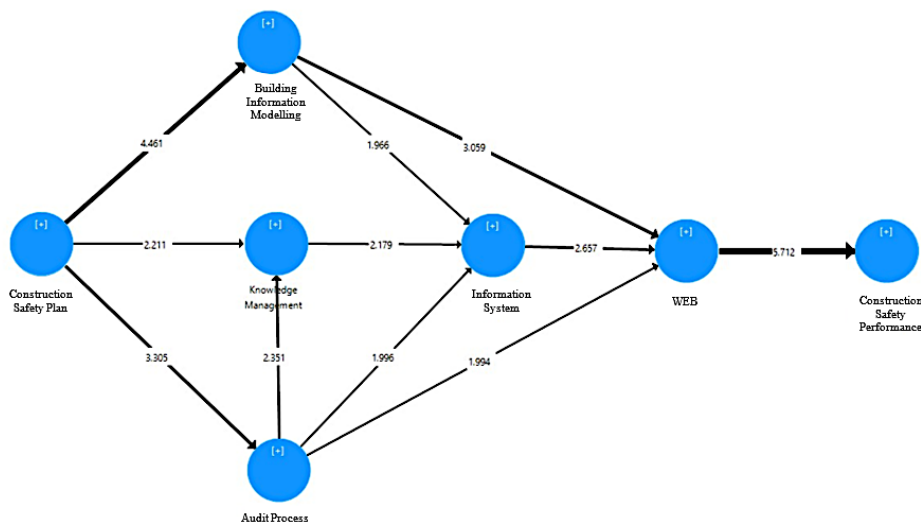 [+]
Building
Information
Modelling
4.461
1.966
3.059
[+]
Construction
Safety Plan
2.211
[+]
Knowledge
Management
2.179
[+]
Information
System
2.657
[+]
WEB
5.712
[+]
Construction
Safety
Performance
3.305
2.351
1.996
1.994
[+]
Audit Process